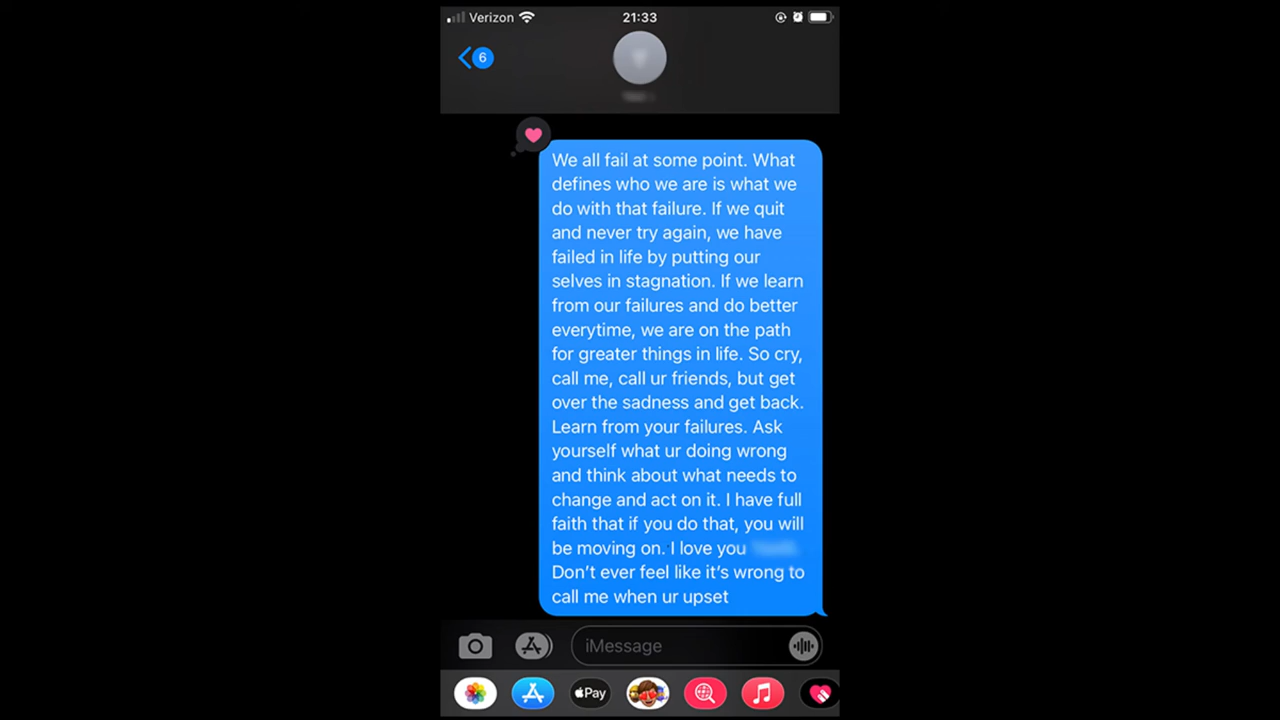 Verizon 21:33
6
We all fail at some point. What
defines who we are is what we
do with that failure. If we quit
and never try again, we have
failed in life by putting our
selves in stagnation. If we learn
from our failures and do better
everytime, we are on the path
for greater things in life. So cry,
call me, call ur friends, but get
over the sadness and get back.
Learn from your failures. Ask
yourself what ur doing wrong
and think about what needs to
change and act on it. I have full
faith that if you do that, you will
be moving on. I love you
Don't ever feel like it's wrong to
call me when ur upset
iMessage
Pay